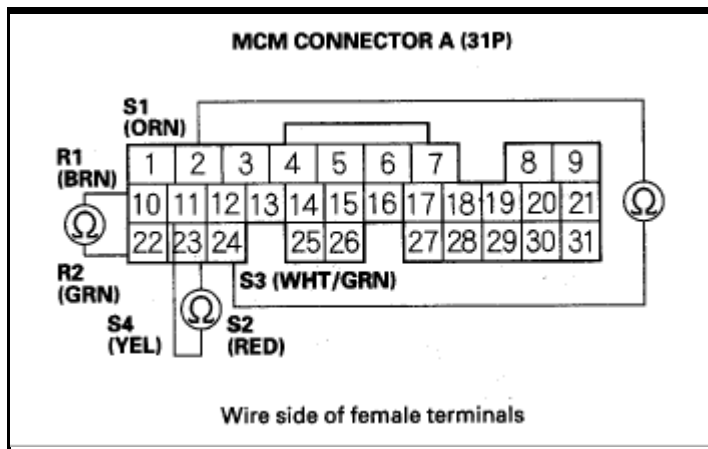 MCM CONNECTOR A (31P)
S1
(ORN)
R1
(BRN)
1 2 3 4 5 6 7 8 9
10 11 12 13 14 15 16 17 18 19 20 21
Ω Ω
22 23 24 25 26 27 28 29 30 31
R2
(GRN)
S3 (WHT/GRN)
Ω
S4
(YEL)
S2
(RED)
Wire side of female terminals